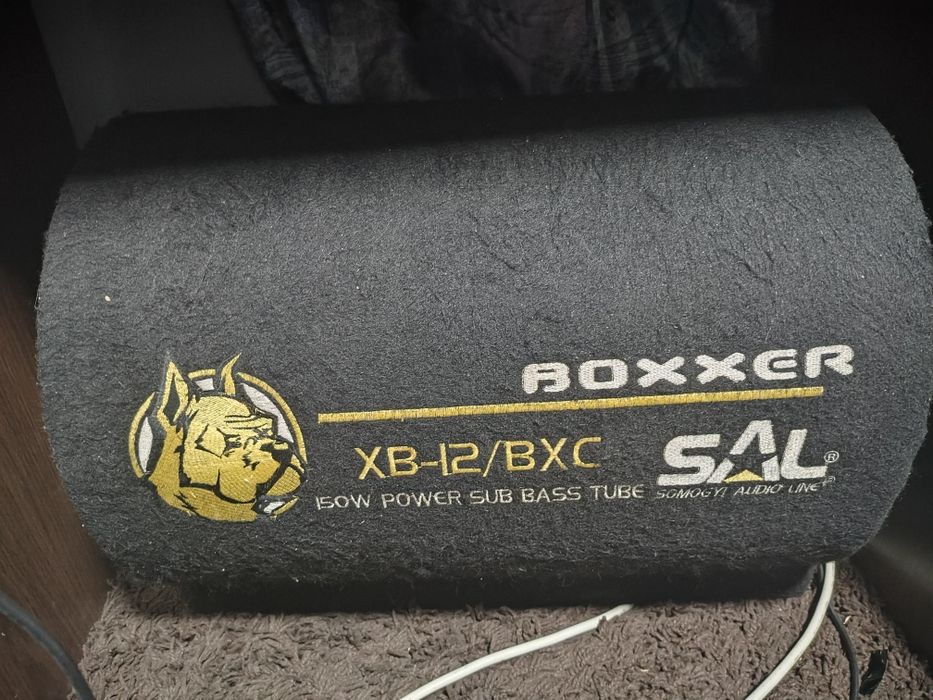 BOXXER
XB-12/BXC
150W POWER SUB BASS TUBE
SAL®
SOMOGYI AUDIO LINE®